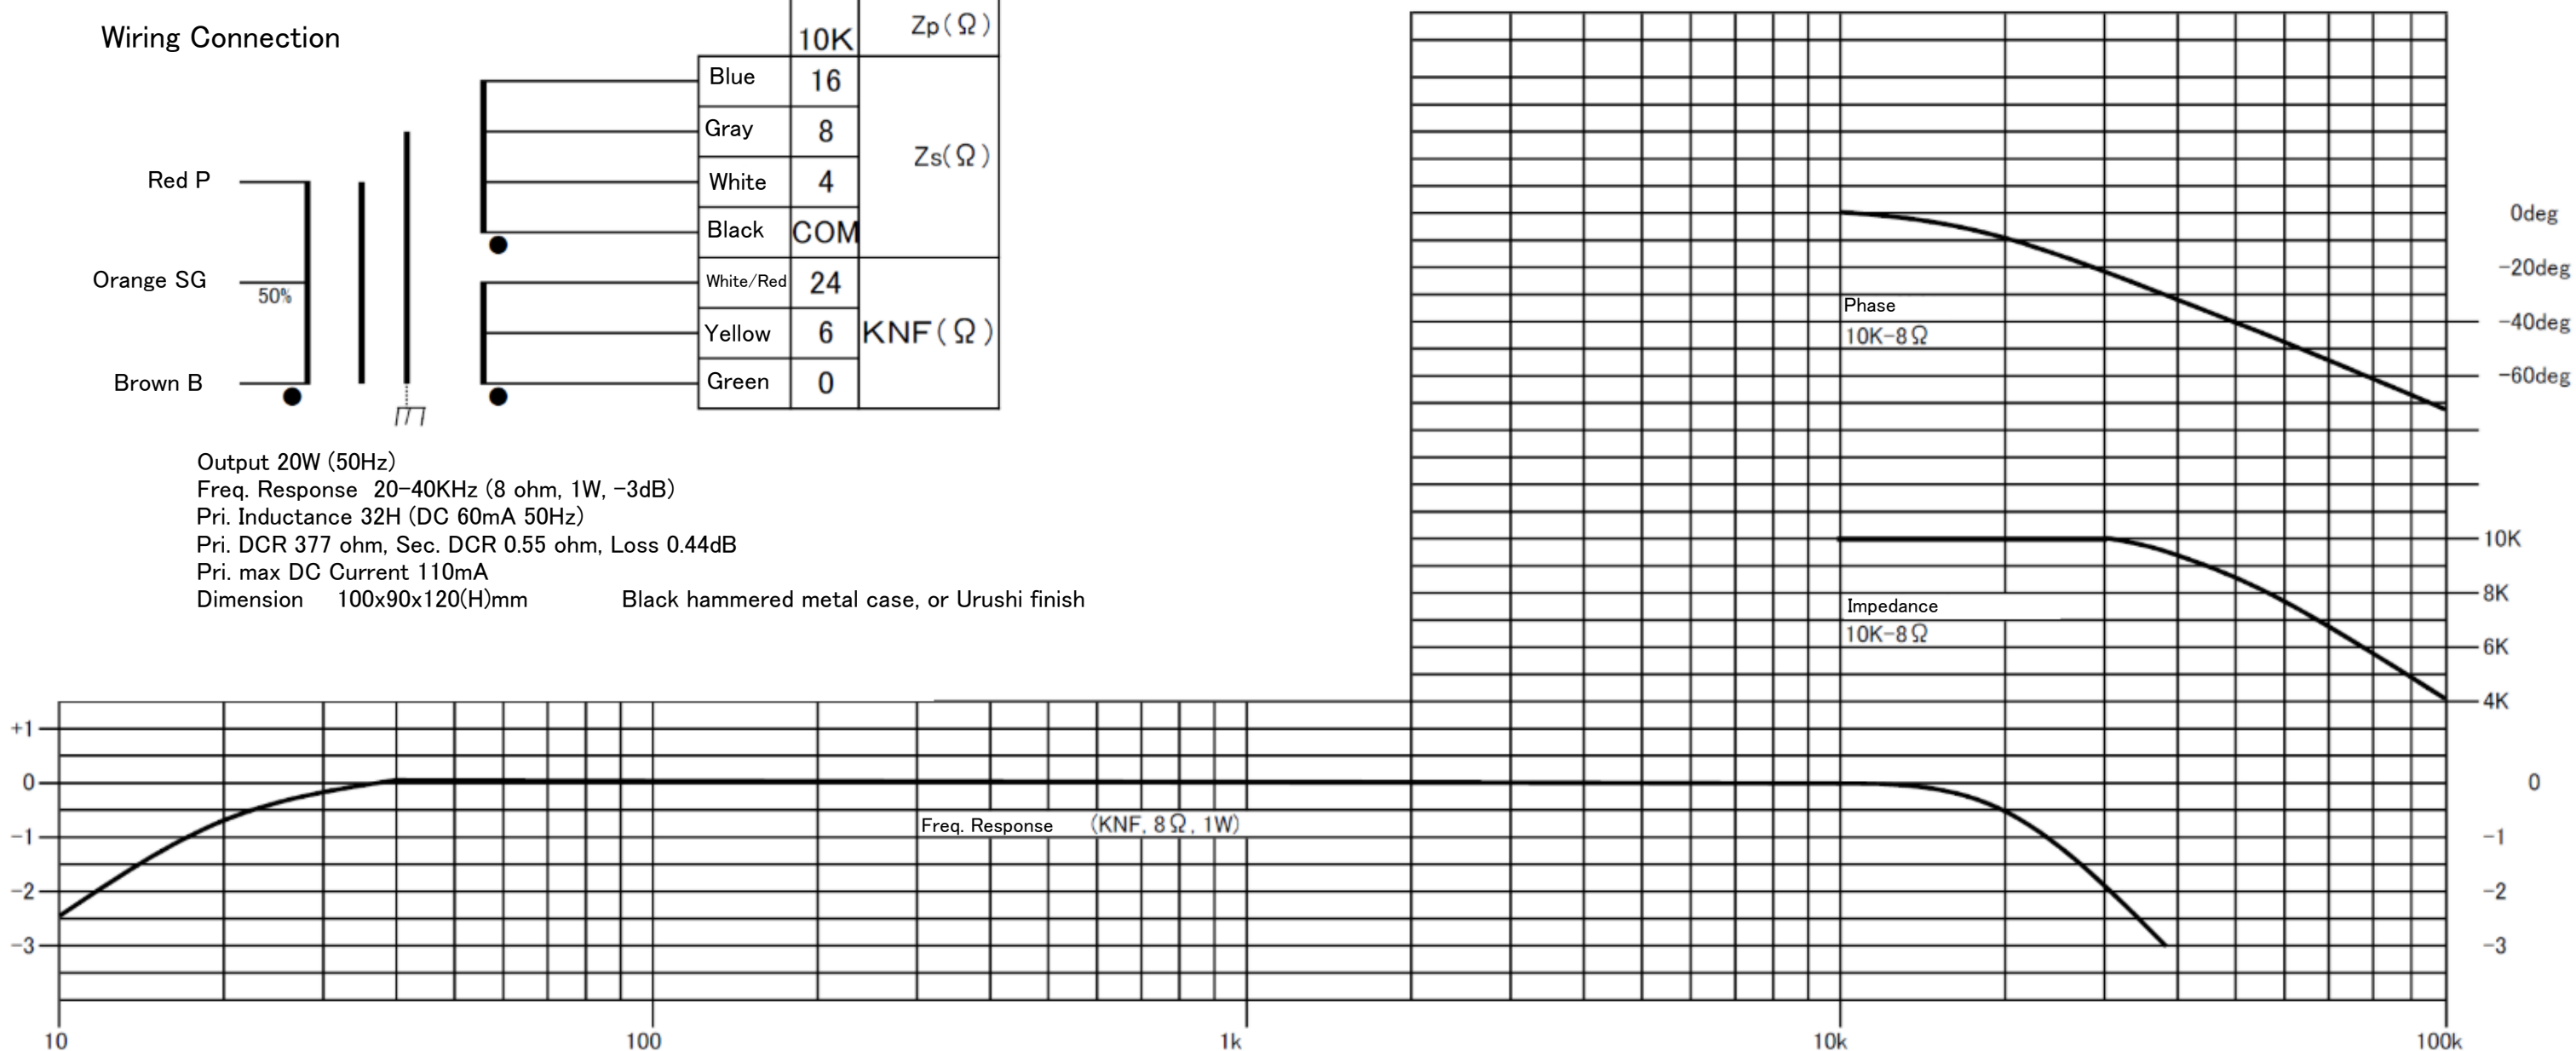 Wiring Connection
10K Zp(Ω)
Blue 16
Gray 8
Zs(Ω)
White 4
Black COM
White/Red 24
Yellow 6 KNF(Ω)
Green 0
Red P
Orange SG
50%
Brown B
Output 20W (50Hz)
Freq. Response 20-40KHz (8 ohm, 1W, -3dB)
Pri. Inductance 32H (DC 60mA 50Hz)
Pri. DCR 377 ohm, Sec. DCR 0.55 ohm, Loss 0.44dB
Pri. max DC Current 110mA
Dimension 100x90x120(H)mm Black hammered metal case, or Urushi finish
0deg
-20deg
-40deg
-60deg
Phase
10K-8Ω
10K
8K
6K
4K
Impedance
10K-8Ω
+1
0
-1
-2
-3
Freq. Response (KNF, 8Ω, 1W)
0
-1
-2
-3
10 100 1k 10k 100k